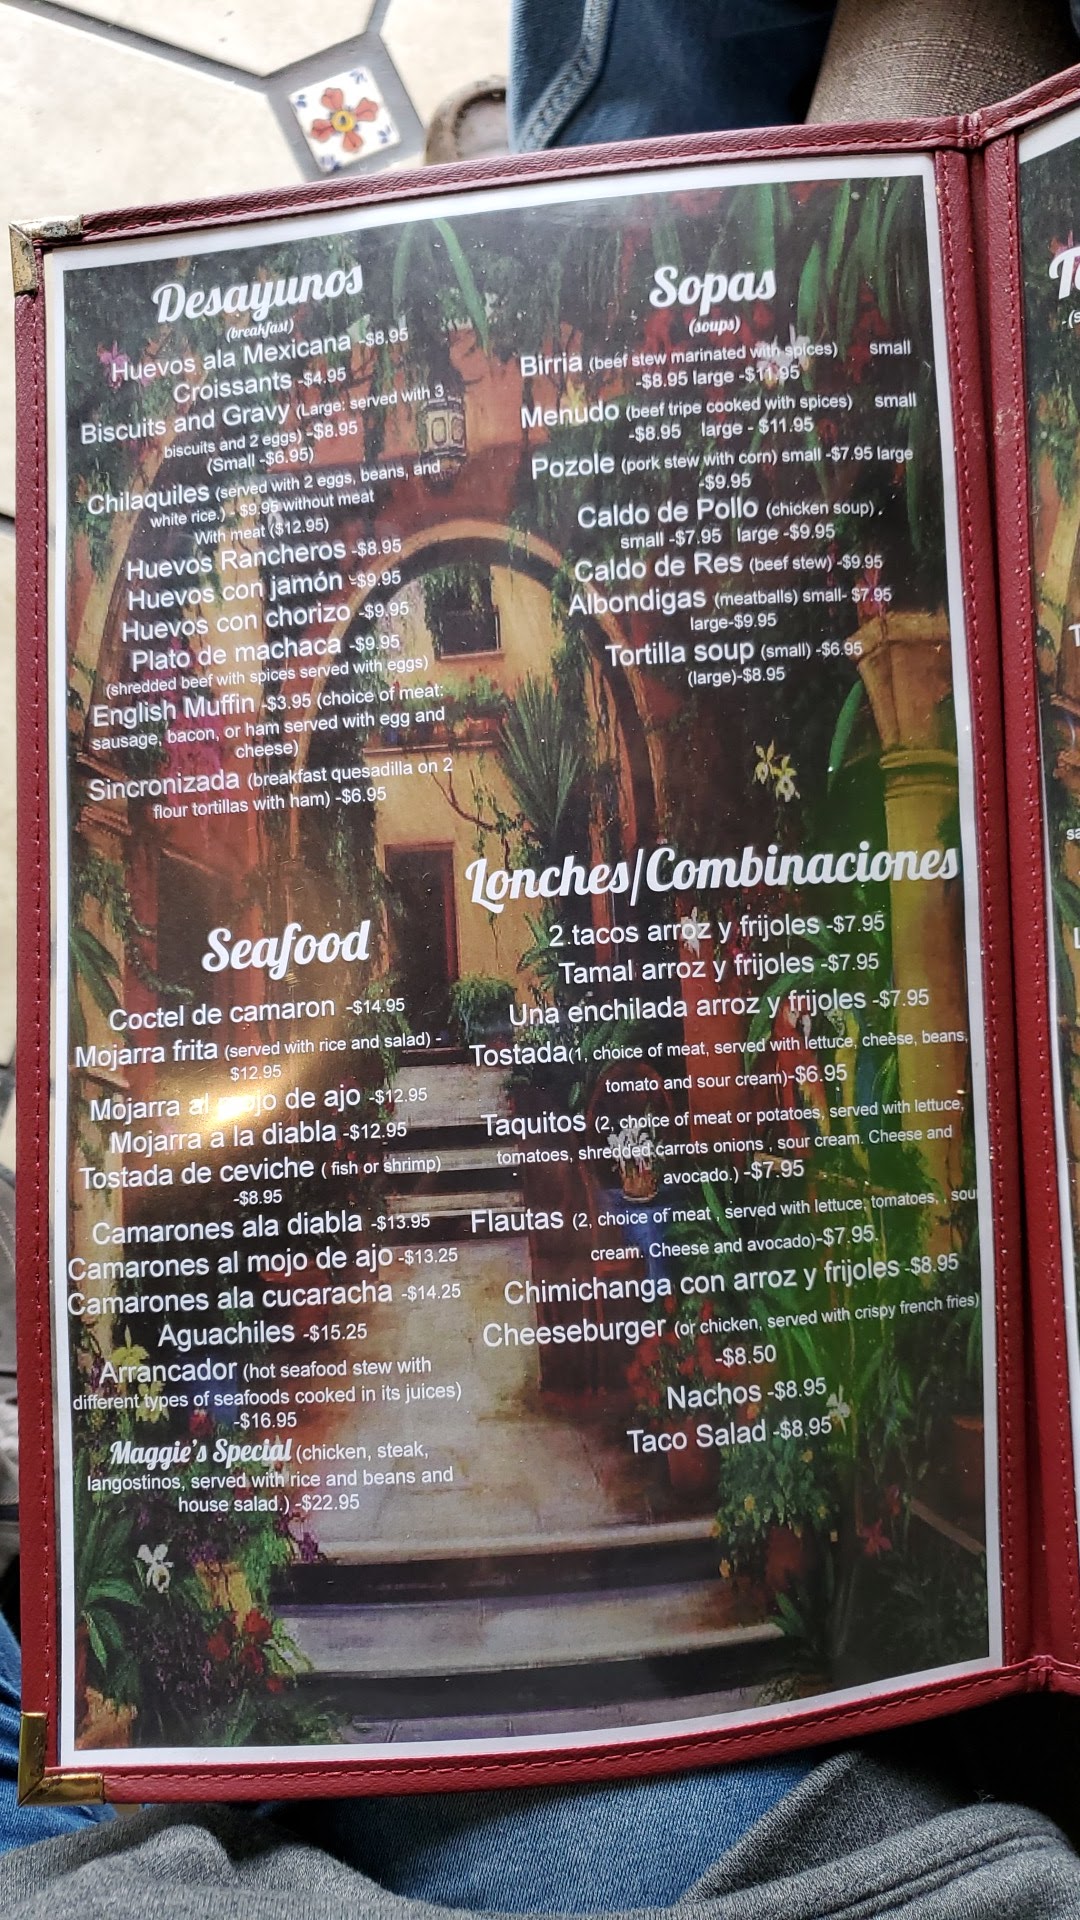 Desayunos
(breakfast)
Huevos ala Mexicana -$8.95
Croissants -$4.95
Biscuits and Gravy (Large: served with 3
biscuits and 2 eggs) -$8.95
(Small -$6.95)
Chilaquiles (served with 2 eggs, beans, and
white rice.) - $9.95 without meat
With meat ($12.95)
Huevos Rancheros -$8.95
Huevos con jamón -$9.95
Huevos con chorizo -$9.95
Plato de machaca -$9.95
(shredded beef with spices served with eggs)
English Muffin -$3.95 (choice of meat:
sausage, bacon, or ham served with egg and
cheese)
Sincronizada (breakfast quesadilla on 2
flour tortillas with ham) -$6.95
Seafood
Coctel de camaron -$14.95
Mojarra frita (served with rice and salad) -
$12.95
Mojarra al mojo de ajo -$12.95
Mojarra a la diabla -$12.95
Tostada de ceviche ( fish or shrimp)
-$8.95
Camarones ala diabla -$13.95
Camarones al mojo de ajo -$13.25
Camarones ala cucaracha -$14.25
Aguachiles -$15.25
Arrancador (hot seafood stew with
different types of seafoods cooked in its juices)
-$16.95
Maggie's Special (chicken, steak,
langostinos, served with rice and beans and
house salad.) -$22.95
Sopas
(soups)
Birria (beef stew marinated with spices) small
-$8.95 large -$11.95
Menudo (beef tripe cooked with spices) small
-$8.95 large - $11.95
Pozole (pork stew with corn) small -$7.95 large
-$9.95
Caldo de Pollo (chicken soup).
small -$7.95 large -$9.95
Caldo de Res (beef stew) -$9.95
Albondigas (meatballs) small- $7.95
large-$9.95
Tortilla soup (small) -$6.95
(large)-$8.95
Lonches/Combinaciones
2 tacos arroz y frijoles -$7.95
Tamal arroz y frijoles -$7.95
Una enchilada arroz y frijoles -$7.95
Tostada(1, choice of meat, served with lettuce, cheese, beans,
tomato and sour cream)-$6.95
Taquitos (2, choice of meat or potatoes, served with lettuce,
tomatoes, shredded carrots onions , sour cream. Cheese and
avocado.) -$7.95
Flautas (2, choice of meat , served with lettuce, tomatoes, , sour
cream. Cheese and avocado)-$7.95.
Chimichanga con arroz y frijoles -$8.95
Cheeseburger (or chicken, served with crispy french fries)
-$8.50
Nachos -$8.95
Taco Salad -$8.95